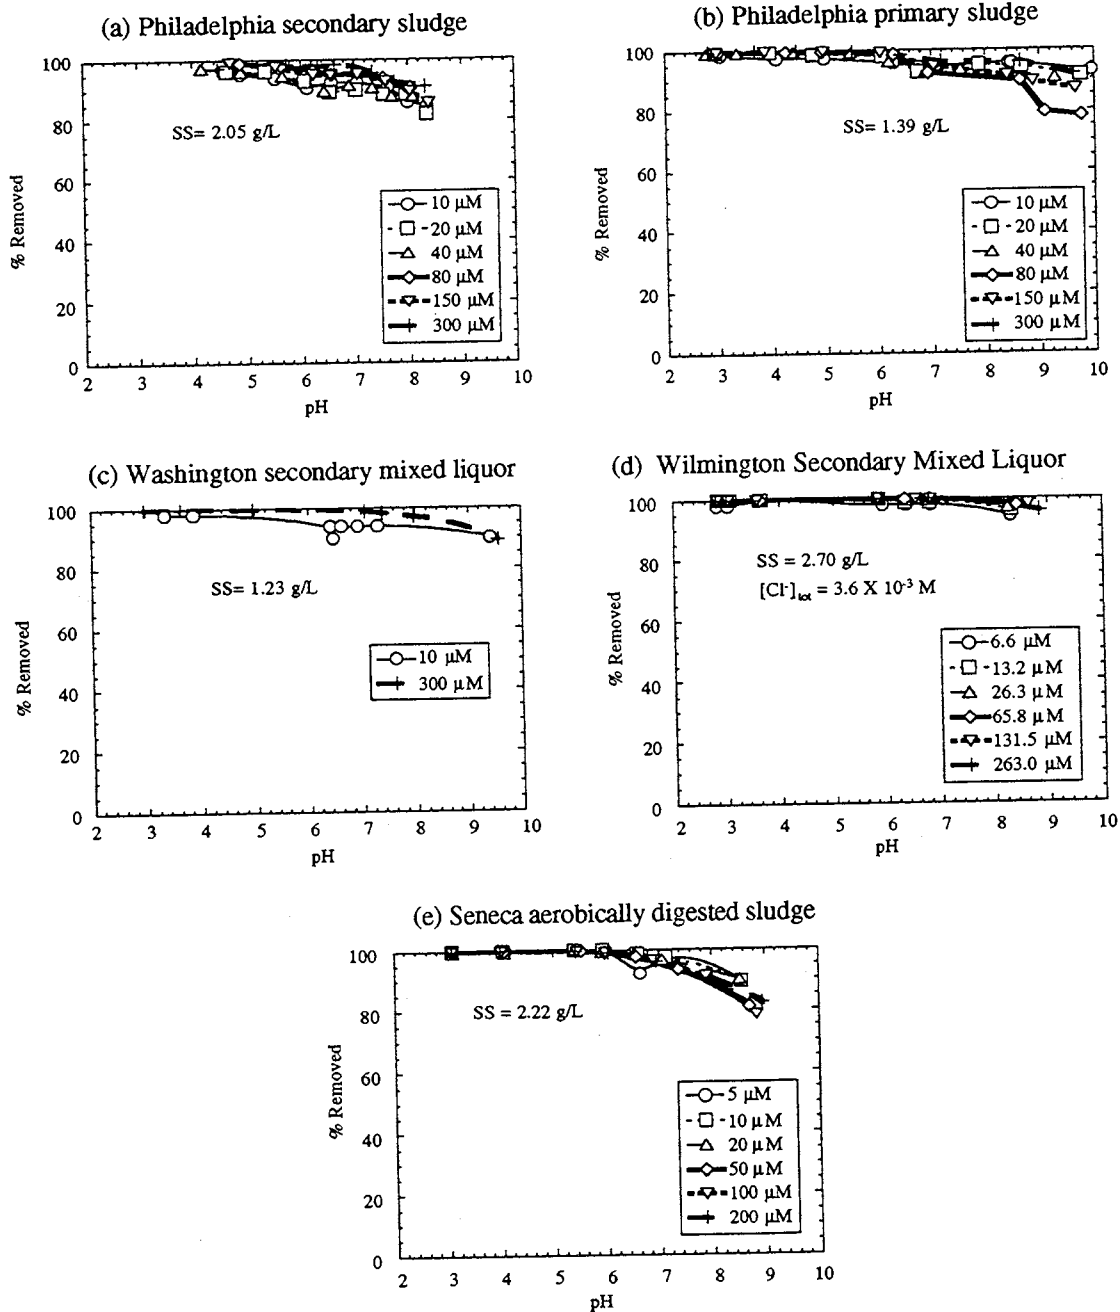 (a) Philadelphia secondary sludge
100
80
60
40
20
0
% Removed
SS= 2.05 g/L
10 µM
20 µM
40 µM
80 µM
150 µM
300 µM
2 3 4 5 6 7 8 9 10
pH
(b) Philadelphia primary sludge
100
80
60
40
20
0
% Removed
SS= 1.39 g/L
10 µM
20 µM
40 µM
80 µM
150 µM
300 µM
2 3 4 5 6 7 8 9 10
pH
(c) Washington secondary mixed liquor
100
80
60
40
20
0
% Removed
SS= 1.23 g/L
10 µM
300 µM
2 3 4 5 6 7 8 9 10
pH
(d) Wilmington Secondary Mixed Liquor
100
80
60
40
20
0
% Removed
SS = 2.70 g/L
[Cl⁻]tot = 3.6 X 10⁻³ M
6.6 µM
13.2 µM
26.3 µM
65.8 µM
131.5 µM
263.0 µM
2 3 4 5 6 7 8 9 10
pH
(e) Seneca aerobically digested sludge
100
80
60
40
20
0
% Removed
SS = 2.22 g/L
5 µM
10 µM
20 µM
50 µM
100 µM
200 µM
2 3 4 5 6 7 8 9 10
pH